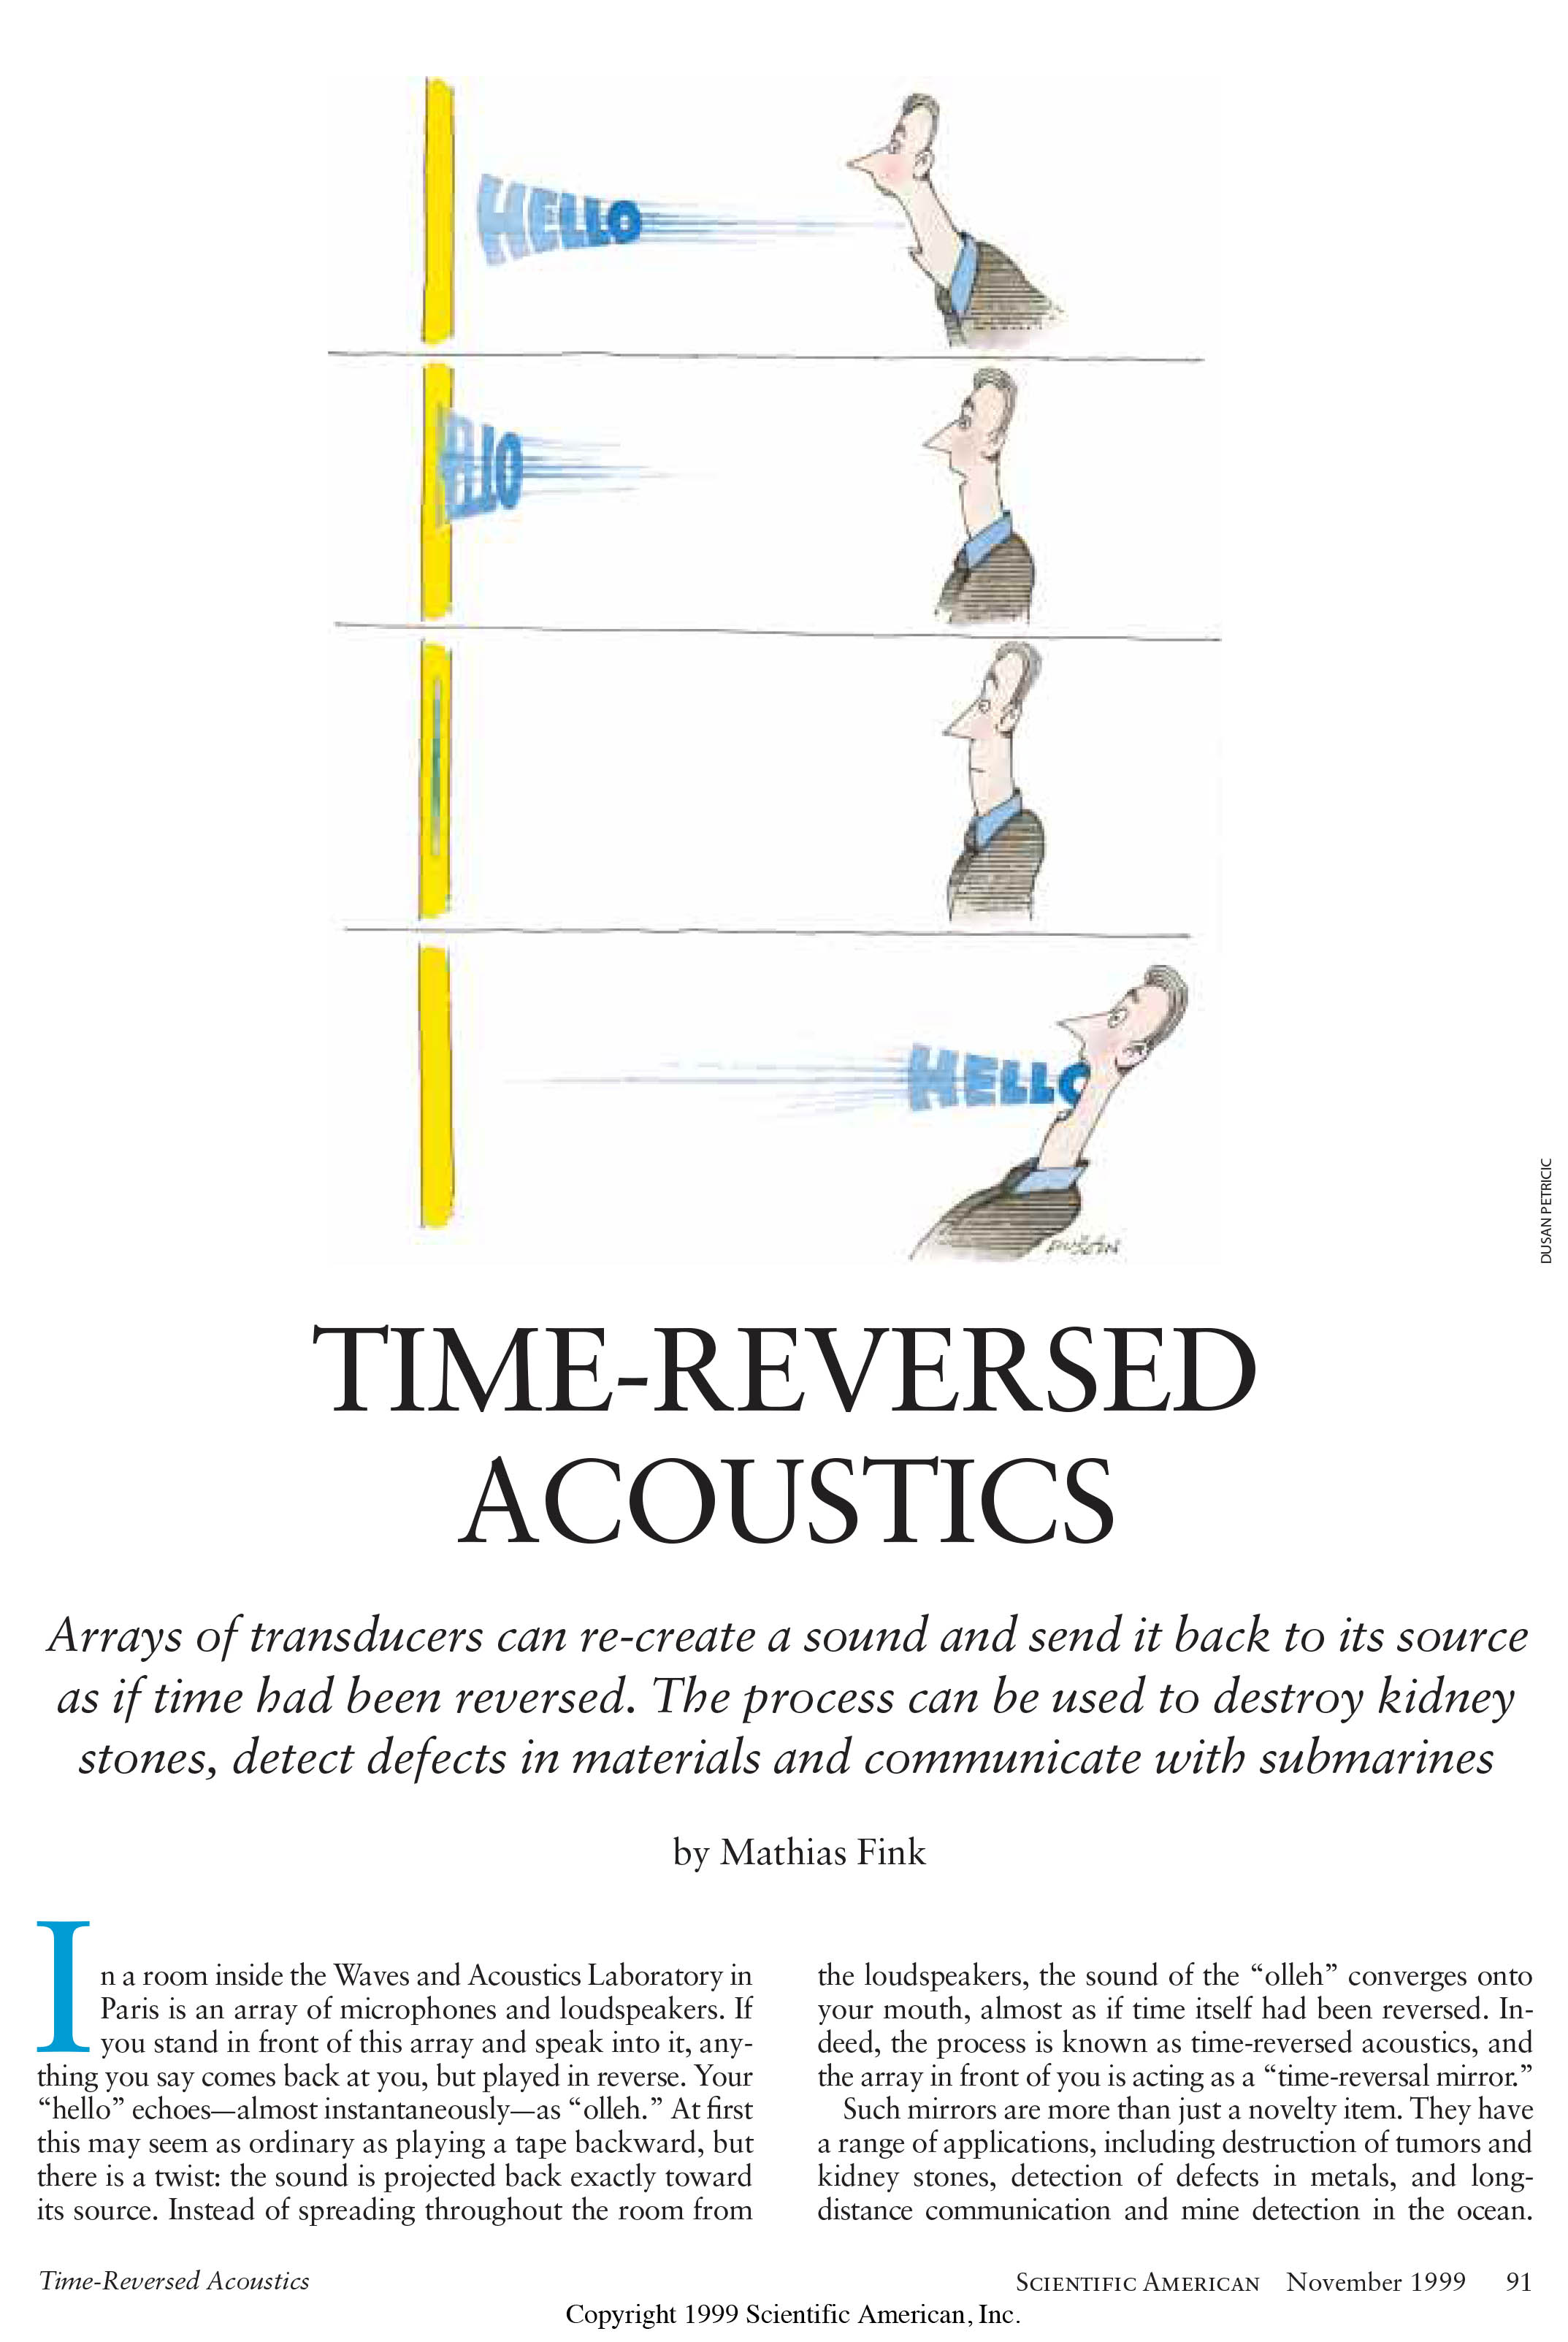 HELLO
LLO
HELLO
DUŠAN
DUSAN PETRICIC
TIME-REVERSED
ACOUSTICS
Arrays of transducers can re-create a sound and send it back to its source
as if time had been reversed. The process can be used to destroy kidney
stones, detect defects in materials and communicate with submarines
by Mathias Fink
In a room inside the Waves and Acoustics Laboratory in
Paris is an array of microphones and loudspeakers. If
you stand in front of this array and speak into it, any-
thing you say comes back at you, but played in reverse. Your
“hello” echoes—almost instantaneously—as “olleh.” At first
this may seem as ordinary as playing a tape backward, but
there is a twist: the sound is projected back exactly toward
its source. Instead of spreading throughout the room from
the loudspeakers, the sound of the “olleh” converges onto
your mouth, almost as if time itself had been reversed. In-
deed, the process is known as time-reversed acoustics, and
the array in front of you is acting as a “time-reversal mirror.”
Such mirrors are more than just a novelty item. They have
a range of applications, including destruction of tumors and
kidney stones, detection of defects in metals, and long-
distance communication and mine detection in the ocean.
Time-Reversed Acoustics
SCIENTIFIC AMERICAN November 1999 91
Copyright 1999 Scientific American, Inc.